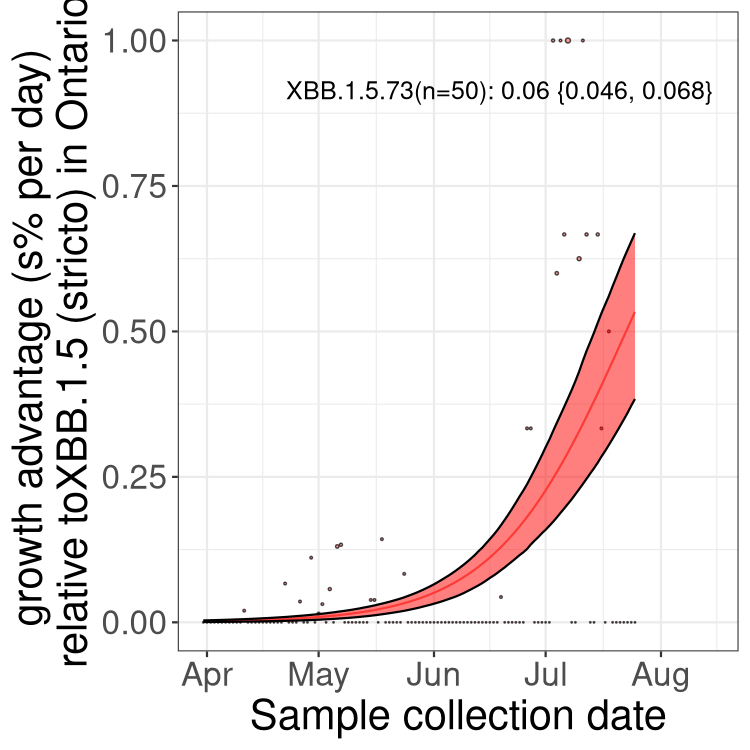 growth advantage (s% per day)
relative toXBB.1.5 (stricto) in Ontario
1.00
0.75
0.50
0.25
0.00
XBB.1.5.73(n=50): 0.06 {0.046, 0.068}
Apr May Jun Jul Aug
Sample collection date